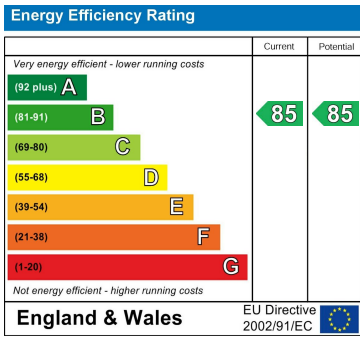 Energy Efficiency Rating
Current Potential
Very energy efficient - lower running costs
(92 plus) A
(81-91) B 85 85
(69-80) C
(55-68) D
(39-54) E
(21-38) F
(1-20) G
Not energy efficient - higher running costs
England & Wales
EU Directive
2002/91/EC